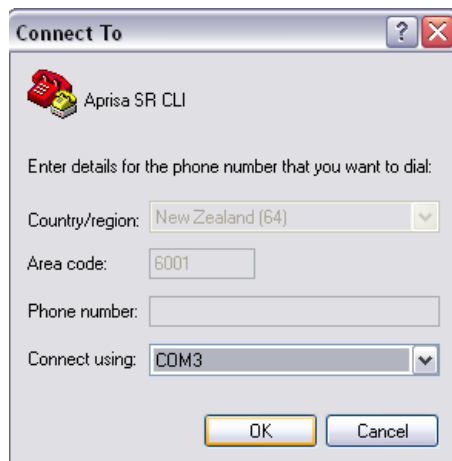 Connect To
Aprisa SR CLI
Enter details for the phone number that you want to dial:
Country/region: New Zealand (64)
Area code: 6001
Phone number:
Connect using: COM3
OK Cancel